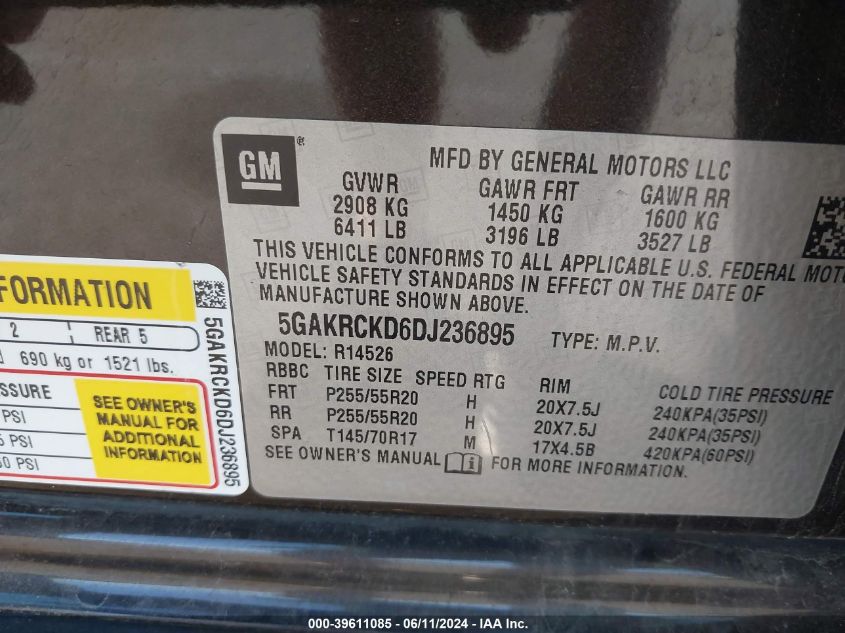 GM ®
MFD BY GENERAL MOTORS LLC
GVWR GAWR FRT GAWR RR
2908 KG 1450 KG 1600 KG
6411 LB 3196 LB 3527 LB
THIS VEHICLE CONFORMS TO ALL APPLICABLE U.S. FEDERAL MOTO
VEHICLE SAFETY STANDARDS IN EFFECT ON THE DATE OF
MANUFACTURE SHOWN ABOVE.
5GAKRCKD6DJ236895 TYPE: M.P.V.
MODEL: R14526
RBBC TIRE SIZE SPEED RTG RIM COLD TIRE PRESSURE
FRT P255/55R20 H 20X7.5J 240KPA(35PSI)
RR P255/55R20 H 20X7.5J 240KPA(35PSI)
SPA T145/70R17 M 17X4.5B 420KPA(60PSI)
SEE OWNER'S MANUAL i FOR MORE INFORMATION.
FORMATION
2 REAR 5
690 kg or 1521 lbs.
SSURE
PSI
5 PSI
60 PSI
SEE OWNER'S
MANUAL FOR
ADDITIONAL
INFORMATION
5GAKRCKD6DJ236895
000-39611085 - 06/11/2024 - IAA Inc.